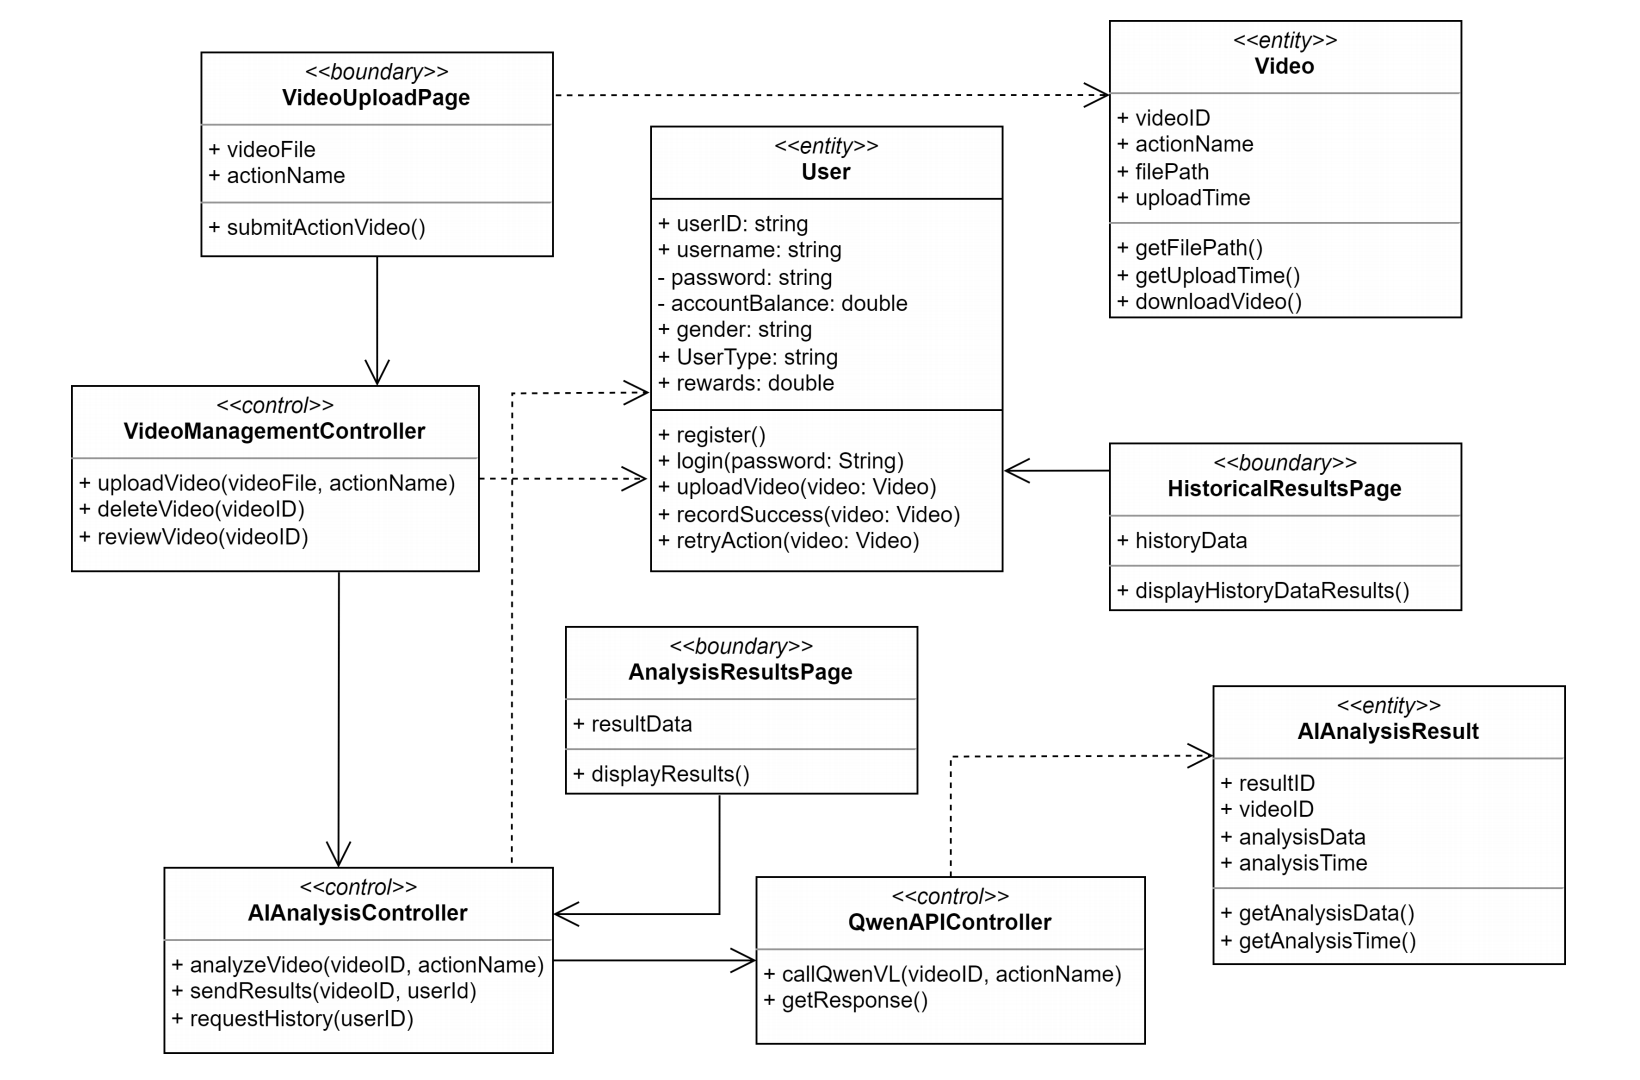 <<boundary>>
VideoUploadPage
+ videoFile
+ actionName
+ submitActionVideo()
<<entity>>
Video
+ videoID
+ actionName
+ filePath
+ uploadTime
+ getFilePath()
+ getUploadTime()
+ downloadVideo()
<<entity>>
User
+ userID: string
+ username: string
- password: string
- accountBalance: double
+ gender: string
+ UserType: string
+ rewards: double
+ register()
+ login(password: String)
+ uploadVideo(video: Video)
+ recordSuccess(video: Video)
+ retryAction(video: Video)
<<control>>
VideoManagementController
+ uploadVideo(videoFile, actionName)
+ deleteVideo(videoID)
+ reviewVideo(videoID)
<<boundary>>
HistoricalResultsPage
+ historyData
+ displayHistoryDataResults()
<<boundary>>
AnalysisResultsPage
+ resultData
+ displayResults()
<<entity>>
AIAnalysisResult
+ resultID
+ videoID
+ analysisData
+ analysisTime
+ getAnalysisData()
+ getAnalysisTime()
<<control>>
AIAnalysisController
+ analyzeVideo(videoID, actionName)
+ sendResults(videoID, userId)
+ requestHistory(userID)
<<control>>
QwenAPIController
+ callQwenVL(videoID, actionName)
+ getResponse()